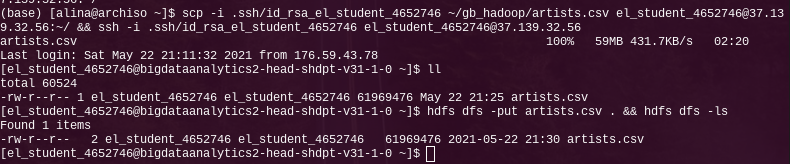 (base) [alina@archiso ~]$ scp -i .ssh/id_rsa_el_student_4652746 ~/gb_hadoop/artists.csv el_student_4652746@37.13
9.32.56:~/ && ssh -i .ssh/id_rsa_el_student_4652746 el_student_4652746@37.139.32.56
artists.csv 100% 59MB 431.7KB/s 02:20
Last login: Sat May 22 21:11:32 2021 from 176.59.43.78
[el_student_4652746@bigdataanalytics2-head-shdpt-v31-1-0 ~]$ ll
total 60524
-rw-r--r-- 1 el_student_4652746 el_student_4652746 61969476 May 22 21:25 artists.csv
[el_student_4652746@bigdataanalytics2-head-shdpt-v31-1-0 ~]$ hdfs dfs -put artists.csv . && hdfs dfs -ls
Found 1 items
-rw-r--r-- 2 el_student_4652746 el_student_4652746 61969476 2021-05-22 21:30 artists.csv
[el_student_4652746@bigdataanalytics2-head-shdpt-v31-1-0 ~]$